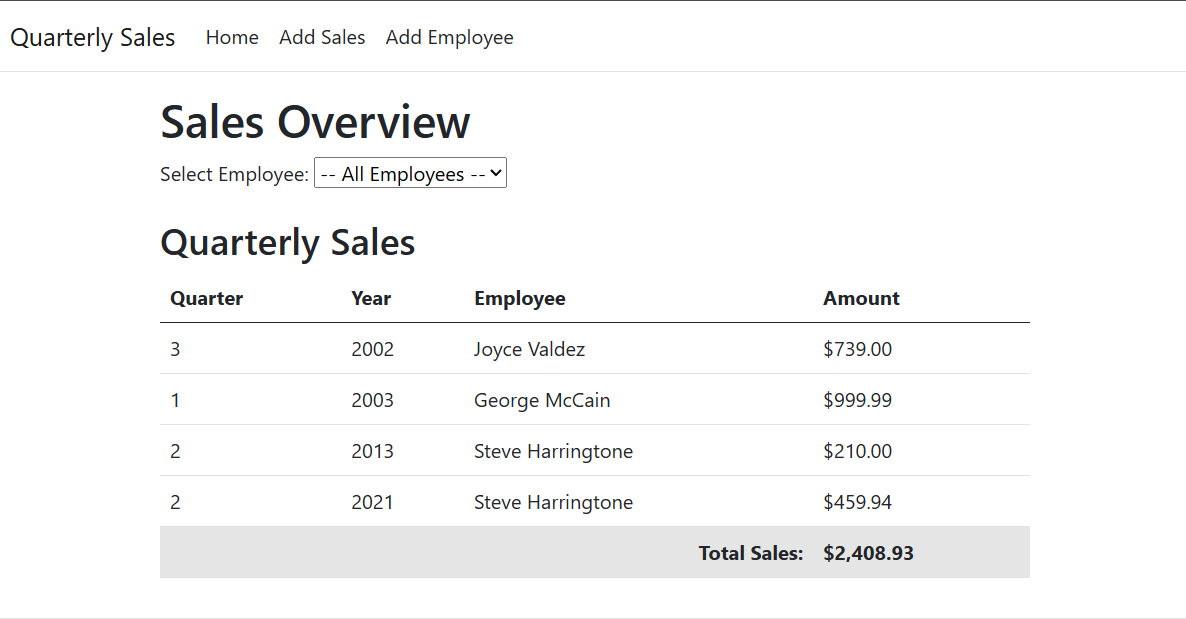 Quarterly Sales Home Add Sales Add Employee
Sales Overview
Select Employee: -- All Employees --
Quarterly Sales
Quarter Year Employee Amount
3 2002 Joyce Valdez $739.00
1 2003 George McCain $999.99
2 2013 Steve Harringtone $210.00
2 2021 Steve Harringtone $459.94
Total Sales: $2,408.93